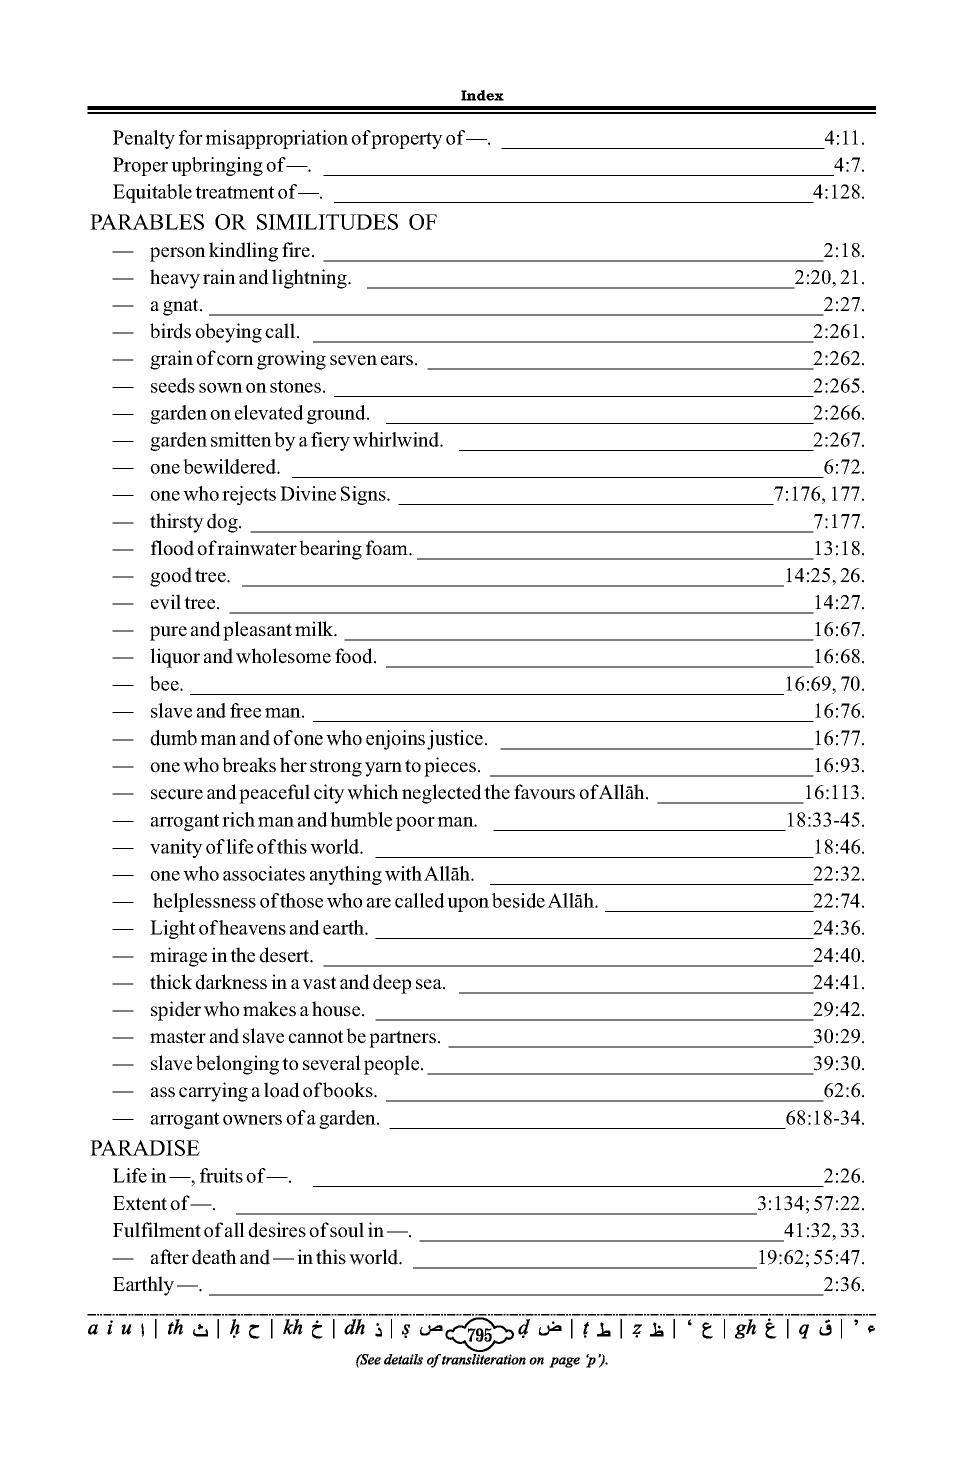 Index
Penalty for misappropriation of property of —. 4:11.
Proper upbringing of —. 4:7.
Equitable treatment of —. 4:128.
PARABLES OR SIMILITUDES OF
— person kindling fire. 2:18.
— heavy rain and lightning. 2:20, 21.
— a gnat. 2:27.
— birds obeying call. 2:261.
— grain of corn growing seven ears. 2:262.
— seeds sown on stones. 2:265.
— garden on elevated ground. 2:266.
— garden smitten by a fiery whirlwind. 2:267.
— one bewildered. 6:72.
— one who rejects Divine Signs. 7:176, 177.
— thirsty dog. 7:177.
— flood of rainwater bearing foam. 13:18.
— good tree. 14:25, 26.
— evil tree. 14:27.
— pure and pleasant milk. 16:67.
— liquor and wholesome food. 16:68.
— bee. 16:69, 70.
— slave and free man. 16:76.
— dumb man and of one who enjoins justice. 16:77.
— one who breaks her strong yarn to pieces. 16:93.
— secure and peaceful city which neglected the favours of Allāh. 16:113.
— arrogant rich man and humble poor man. 18:33-45.
— vanity of life of this world. 18:46.
— one who associates anything with Allāh. 22:32.
— helplessness of those who are called upon beside Allāh. 22:74.
— Light of heavens and earth. 24:36.
— mirage in the desert. 24:40.
— thick darkness in a vast and deep sea. 24:41.
— spider who makes a house. 29:42.
— master and slave cannot be partners. 30:29.
— slave belonging to several people. 39:30.
— ass carrying a load of books. 62:6.
— arrogant owners of a garden. 68:18-34.
PARADISE
Life in —, fruits of —. 2:26.
Extent of —. 3:134; 57:22.
Fulfilment of all desires of soul in —. 41:32, 33.
— after death and — in this world. 19:62; 55:47.
Earthly —. 2:36.
a i u ا | th ث | ḥ ح | kh خ | dh ذ | ṣ ص 795 ḍ ض | ṭ ط | ẓ ظ | ‘ ع | gh غ | q ق | ’ ء
(See details of transliteration on page ‘p’).